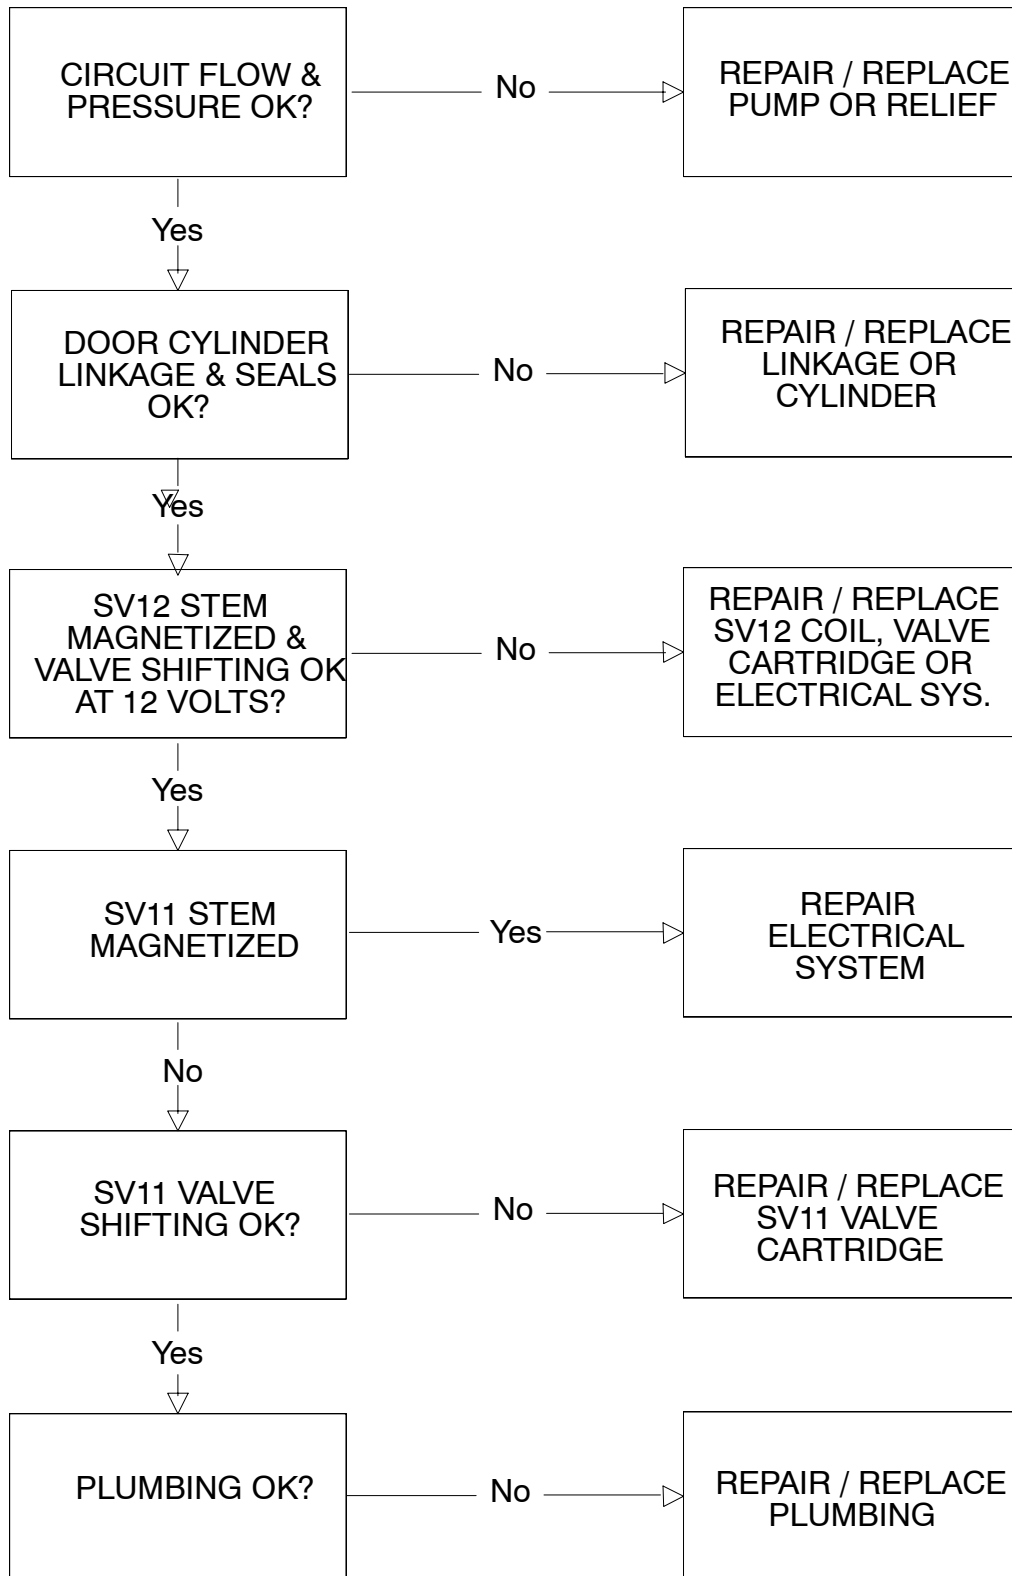 CIRCUIT FLOW &
PRESSURE OK?
No
REPAIR / REPLACE
PUMP OR RELIEF
Yes
DOOR CYLINDER
LINKAGE & SEALS
OK?
No
REPAIR / REPLACE
LINKAGE OR
CYLINDER
Yes
SV12 STEM
MAGNETIZED &
VALVE SHIFTING OK
AT 12 VOLTS?
No
REPAIR / REPLACE
SV12 COIL, VALVE
CARTRIDGE OR
ELECTRICAL SYS.
Yes
SV11 STEM
MAGNETIZED
Yes
REPAIR
ELECTRICAL
SYSTEM
No
SV11 VALVE
SHIFTING OK?
No
REPAIR / REPLACE
SV11 VALVE
CARTRIDGE
Yes
PLUMBING OK?
No
REPAIR / REPLACE
PLUMBING